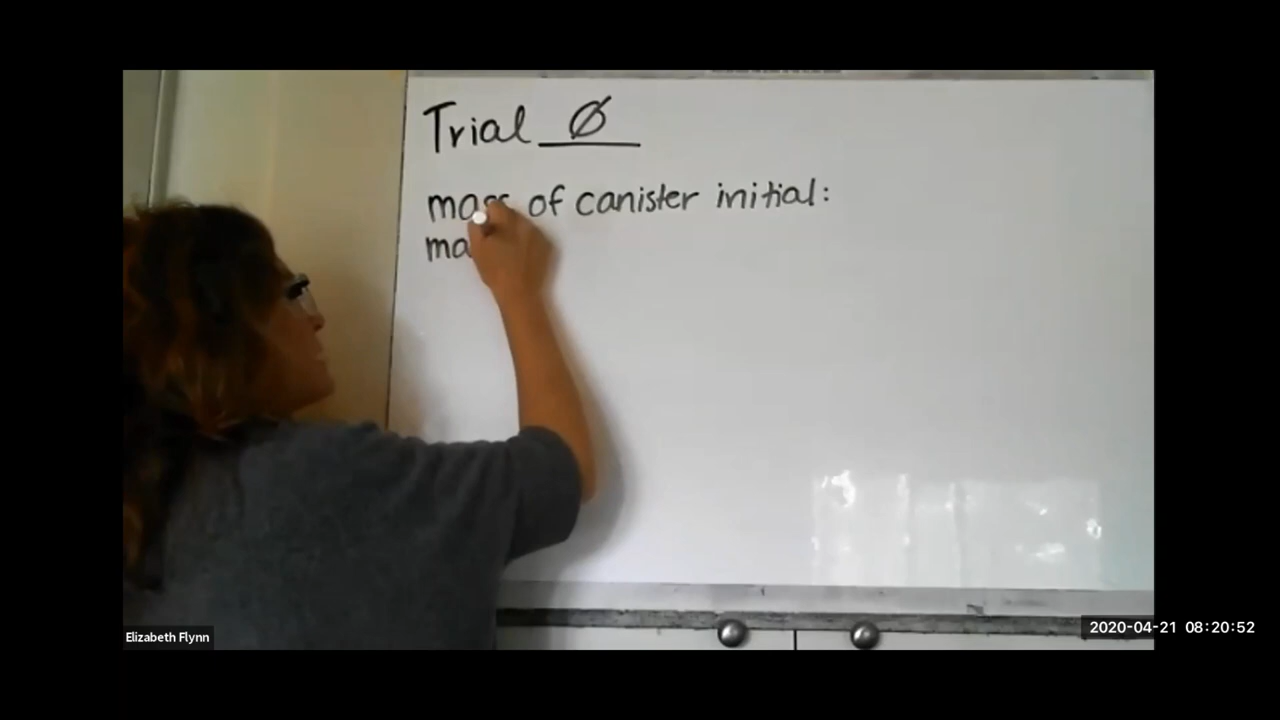 Trial Ø
mass of canister initial:
ma
Elizabeth Flynn
2020-04-21 08:20:52